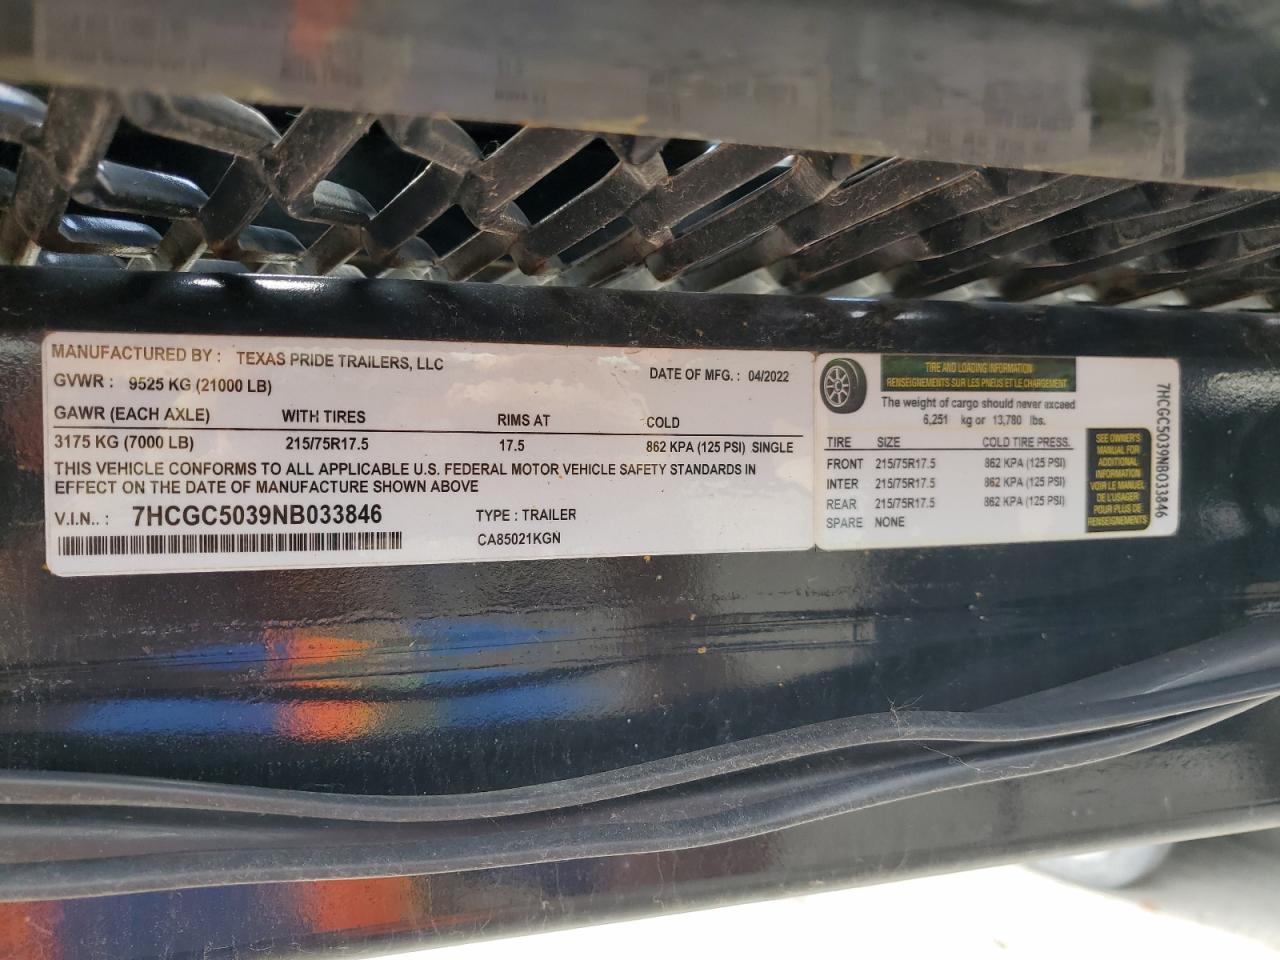 MANUFACTURED BY : TEXAS PRIDE TRAILERS, LLC
GVWR : 9525 KG (21000 LB)
DATE OF MFG. : 04/2022
GAWR (EACH AXLE) WITH TIRES RIMS AT COLD
3175 KG (7000 LB) 215/75R17.5 17.5 862 KPA (125 PSI) SINGLE
THIS VEHICLE CONFORMS TO ALL APPLICABLE U.S. FEDERAL MOTOR VEHICLE SAFETY STANDARDS IN
EFFECT ON THE DATE OF MANUFACTURE SHOWN ABOVE
V.I.N.. : 7HCGC5039NB033846 TYPE : TRAILER
CA85021KGN
TIRE AND LOADING INFORMATION
RENSEIGNEMENTS SUR LES PNEUS ET LE CHARGEMENT
The weight of cargo should never exceed
6,251 kg or 13,780 lbs.
TIRE SIZE COLD TIRE PRESS.
FRONT 215/75R17.5 862 KPA (125 PSI)
INTER 215/75R17.5 862 KPA (125 PSI)
REAR 215/75R17.5 862 KPA (125 PSI)
SPARE NONE
SEE OWNER'S
MANUAL FOR
ADDITIONAL
INFORMATION
VOIR LE MANUEL
DE L'USAGER
POUR PLUS DE
RENSEIGNEMENTS
7HCGC5039NB033846